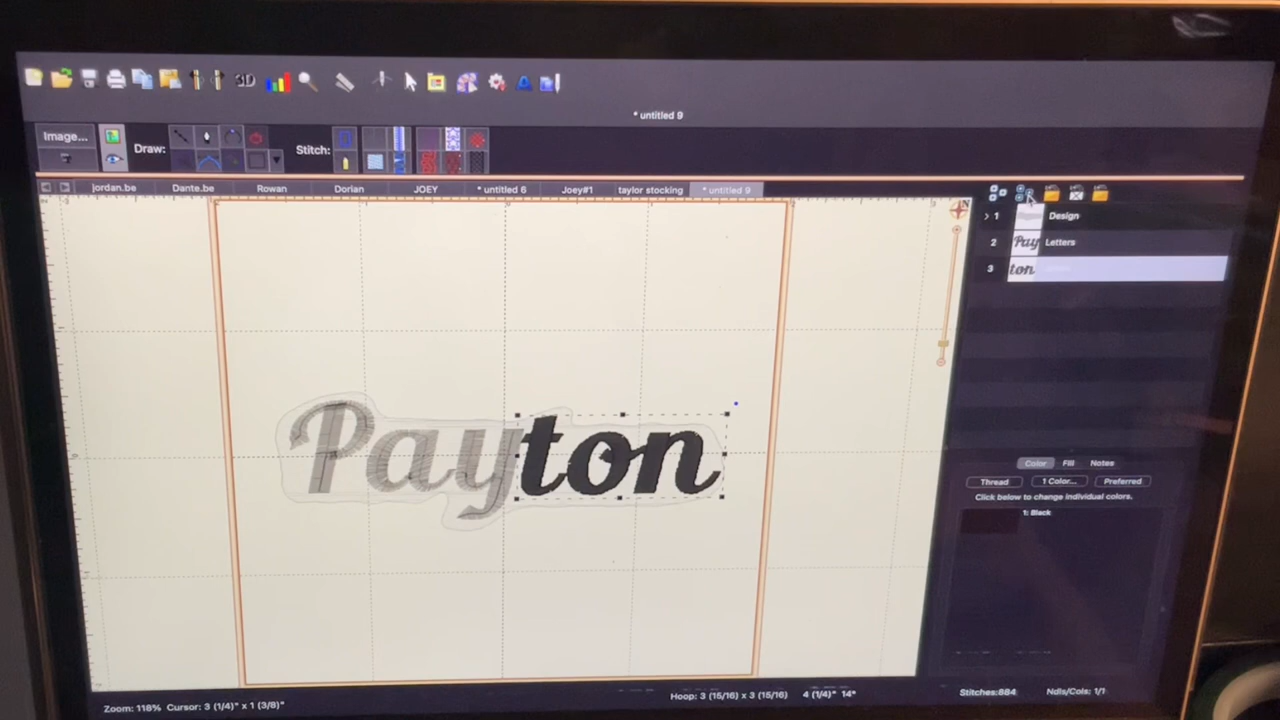 3D
* untitled 9
Image...
Draw:
Stitch:
jordan.be
Dante.be
Rowan
Dorian
JOEY
* untitled 6
Joey#1
taylor stocking
* untitled 9
N
> 1 Design
2 Pay Letters
3 ton
Payton
Color
Fill
Notes
Thread
1 Color...
Preferred
Click below to change individual colors.
1: Black
Zoom: 118% Cursor: 3 (1/4)" x 1 (3/8)"
Hoop: 3 (15/16) x 3 (15/16)
4 (1/4)" 14°
Stitches:884
Ndls/Cols: 1/1